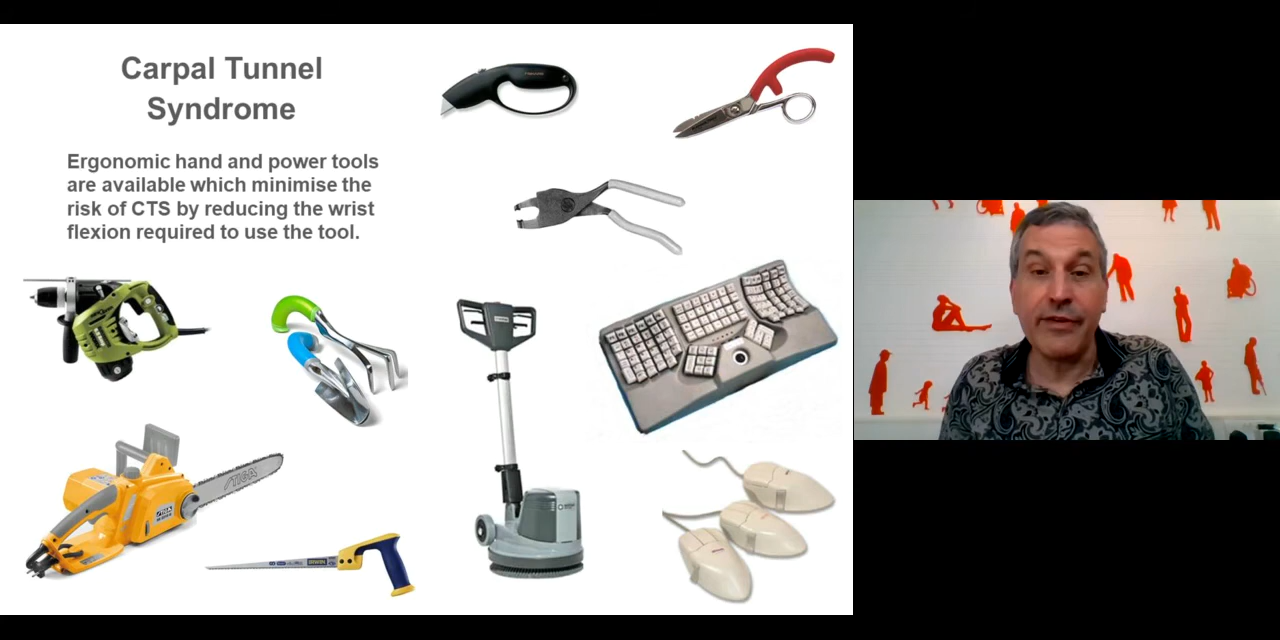 Carpal Tunnel
Syndrome
Ergonomic hand and power tools
are available which minimise the
risk of CTS by reducing the wrist
flexion required to use the tool.
STIGA
IRWIN